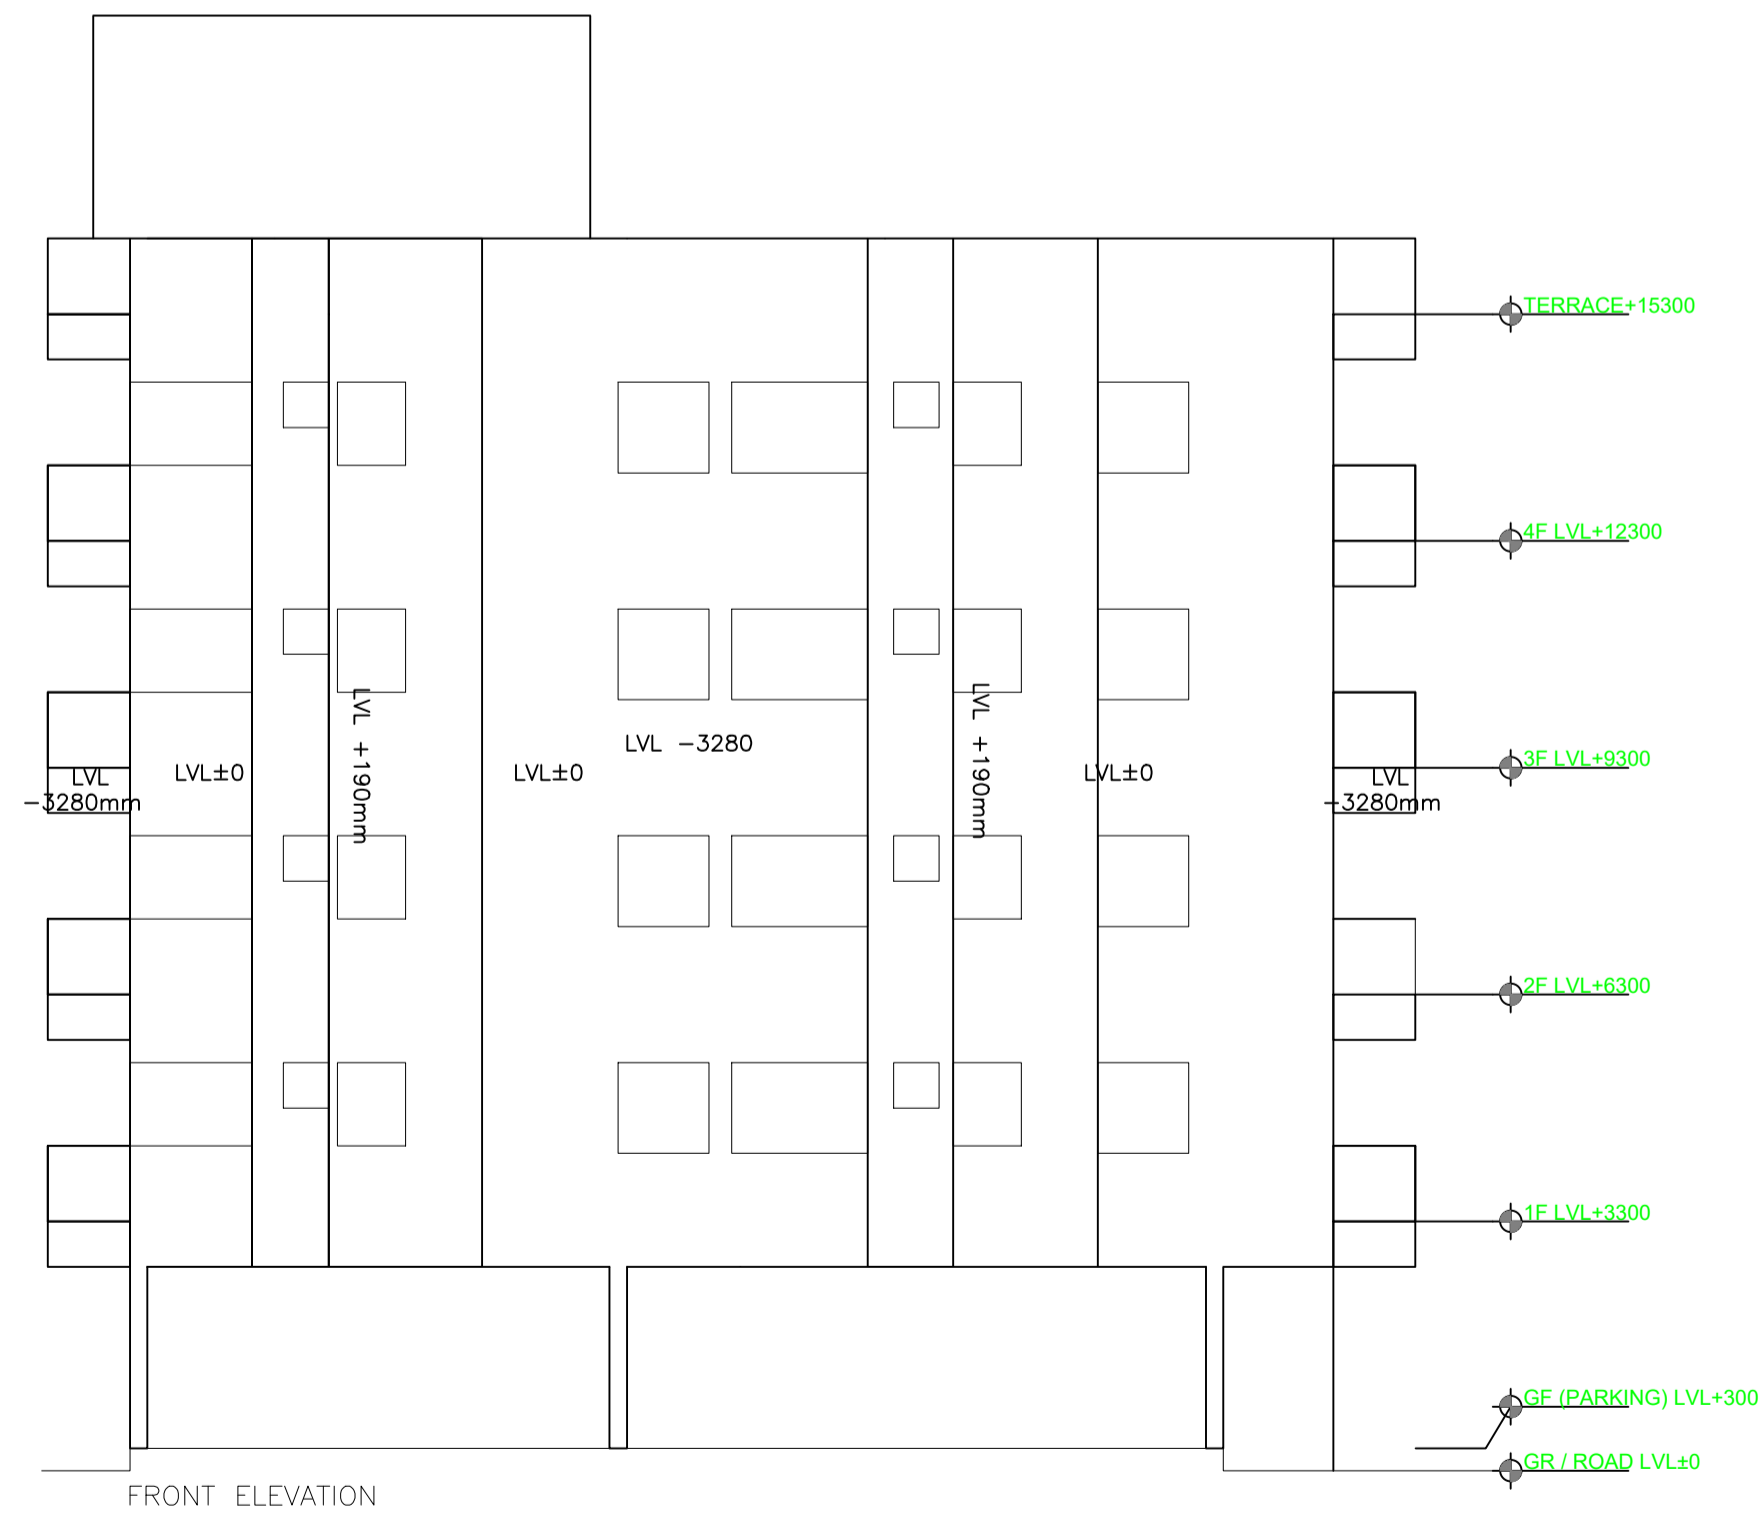 TERRACE+15300
4F LVL+12300
LVL +190mm
LVL +190mm
LVL -3280
3F LVL+9300
LVL
-3280mm
LVL±0
LVL±0
LVL±0
LVL
-3280mm
2F LVL+6300
1F LVL+3300
GF (PARKING) LVL+300
GR / ROAD LVL±0
FRONT ELEVATION